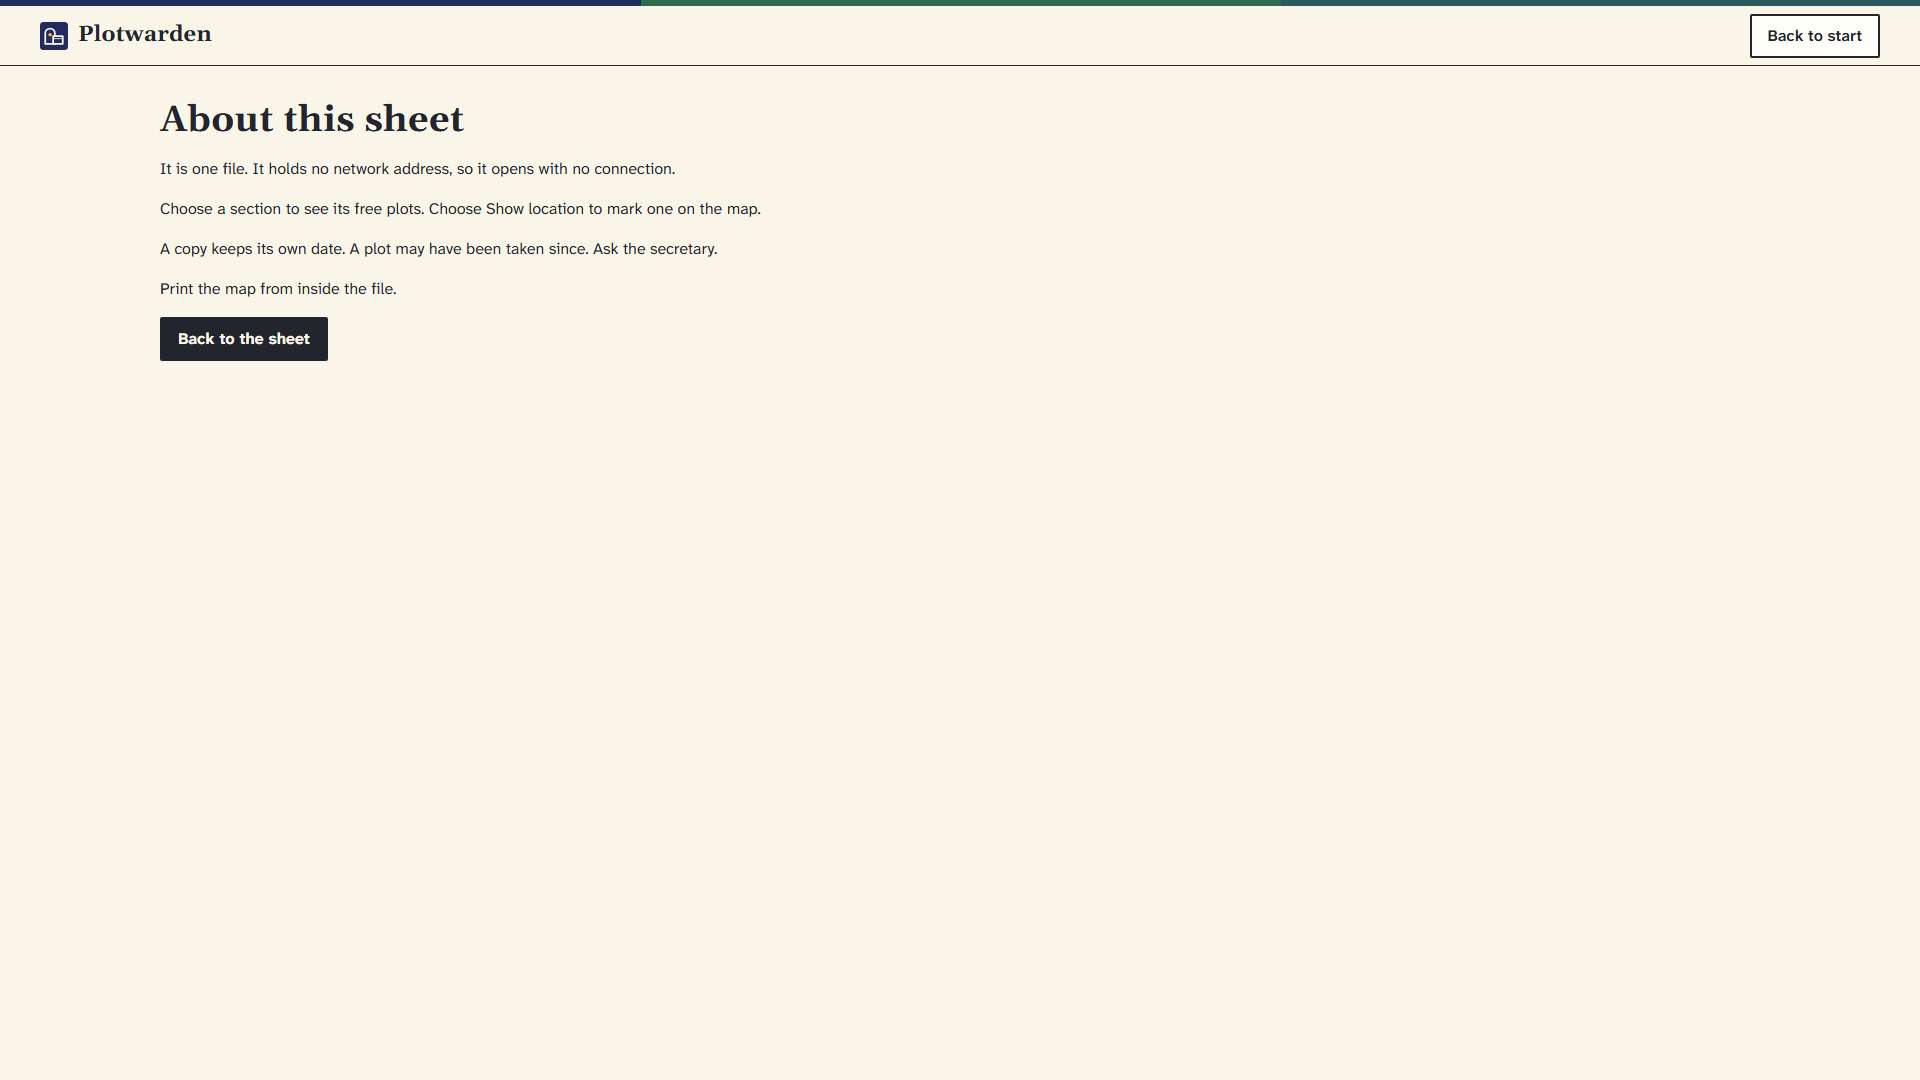 Plotwarden
Back to start
About this sheet
It is one file. It holds no network address, so it opens with no connection.
Choose a section to see its free plots. Choose Show location to mark one on the map.
A copy keeps its own date. A plot may have been taken since. Ask the secretary.
Print the map from inside the file.
Back to the sheet